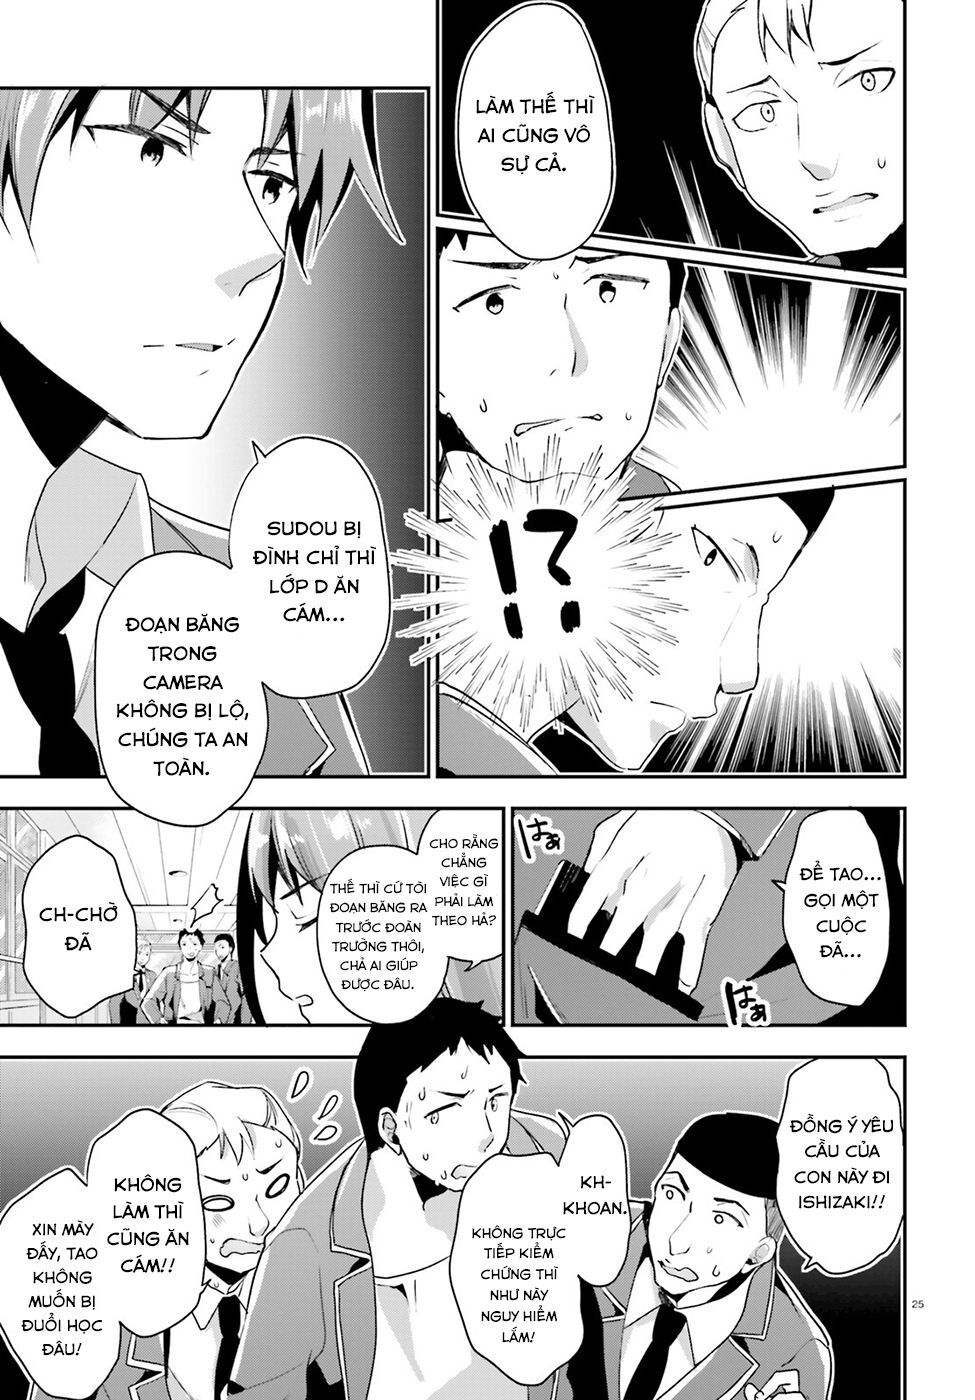 LÀM THẾ THÌ
AI CŨNG VÔ
SỰ CẢ.
!?
SUDOU BỊ
ĐÌNH CHỈ THÌ
LỚP D ĂN
CÁM...
ĐOẠN BĂNG
TRONG
CAMERA
KHÔNG BỊ LỘ,
CHÚNG TA AN
TOÀN.
ĐỂ TAO...
GỌI MỘT
CUỘC
ĐÃ...
はぁ
はぁ
CHO RẰNG
CHẲNG
VIỆC GÌ
PHẢI LÀM
THEO HẢ?
THẾ THÌ CỨ TÓI
ĐOẠN BĂNG RA
TRƯỚC ĐOÀN
TRƯỞNG THÔI,
CHẢ AI GIÚP
ĐƯỢC ĐÂU.
CH-CHỜ
ĐÃ
ĐỒNG Ý YÊU
CẦU CỦA
CON NÀY ĐI
ISHIZAKI!!
KH-
KHOAN.
KHÔNG TRỰC
TIẾP KIỂM
CHỨNG THÌ
NHƯ NÀY
NGUY HIỂM
LẮM!
KHÔNG
LÀM THÌ
CŨNG ĂN
CÁM!!
XIN MÀY
ĐẤY, TAO
KHÔNG
MUỐN BỊ
ĐUỔI HỌC
ĐÂU!
25